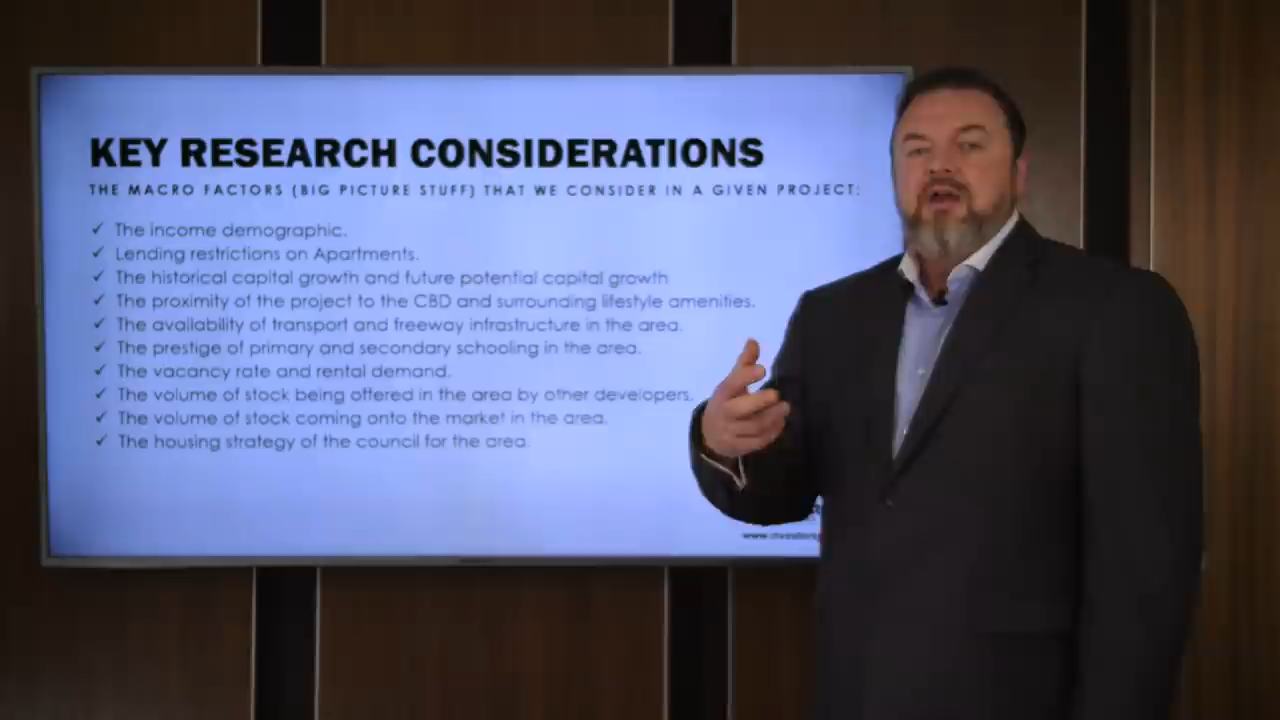 KEY RESEARCH CONSIDERATIONS
THE MACRO FACTORS (BIG PICTURE STUFF) THAT WE CONSIDER IN A GIVEN PROJECT:
✓ The income demographic.
✓ Lending restrictions on Apartments.
✓ The historical capital growth and future potential capital growth
✓ The proximity of the project to the CBD and surrounding lifestyle amenities.
✓ The availability of transport and freeway infrastructure in the area.
✓ The prestige of primary and secondary schooling in the area.
✓ The vacancy rate and rental demand.
✓ The volume of stock being offered in the area by other developers.
✓ The volume of stock coming onto the market in the area.
✓ The housing strategy of the council for the area.